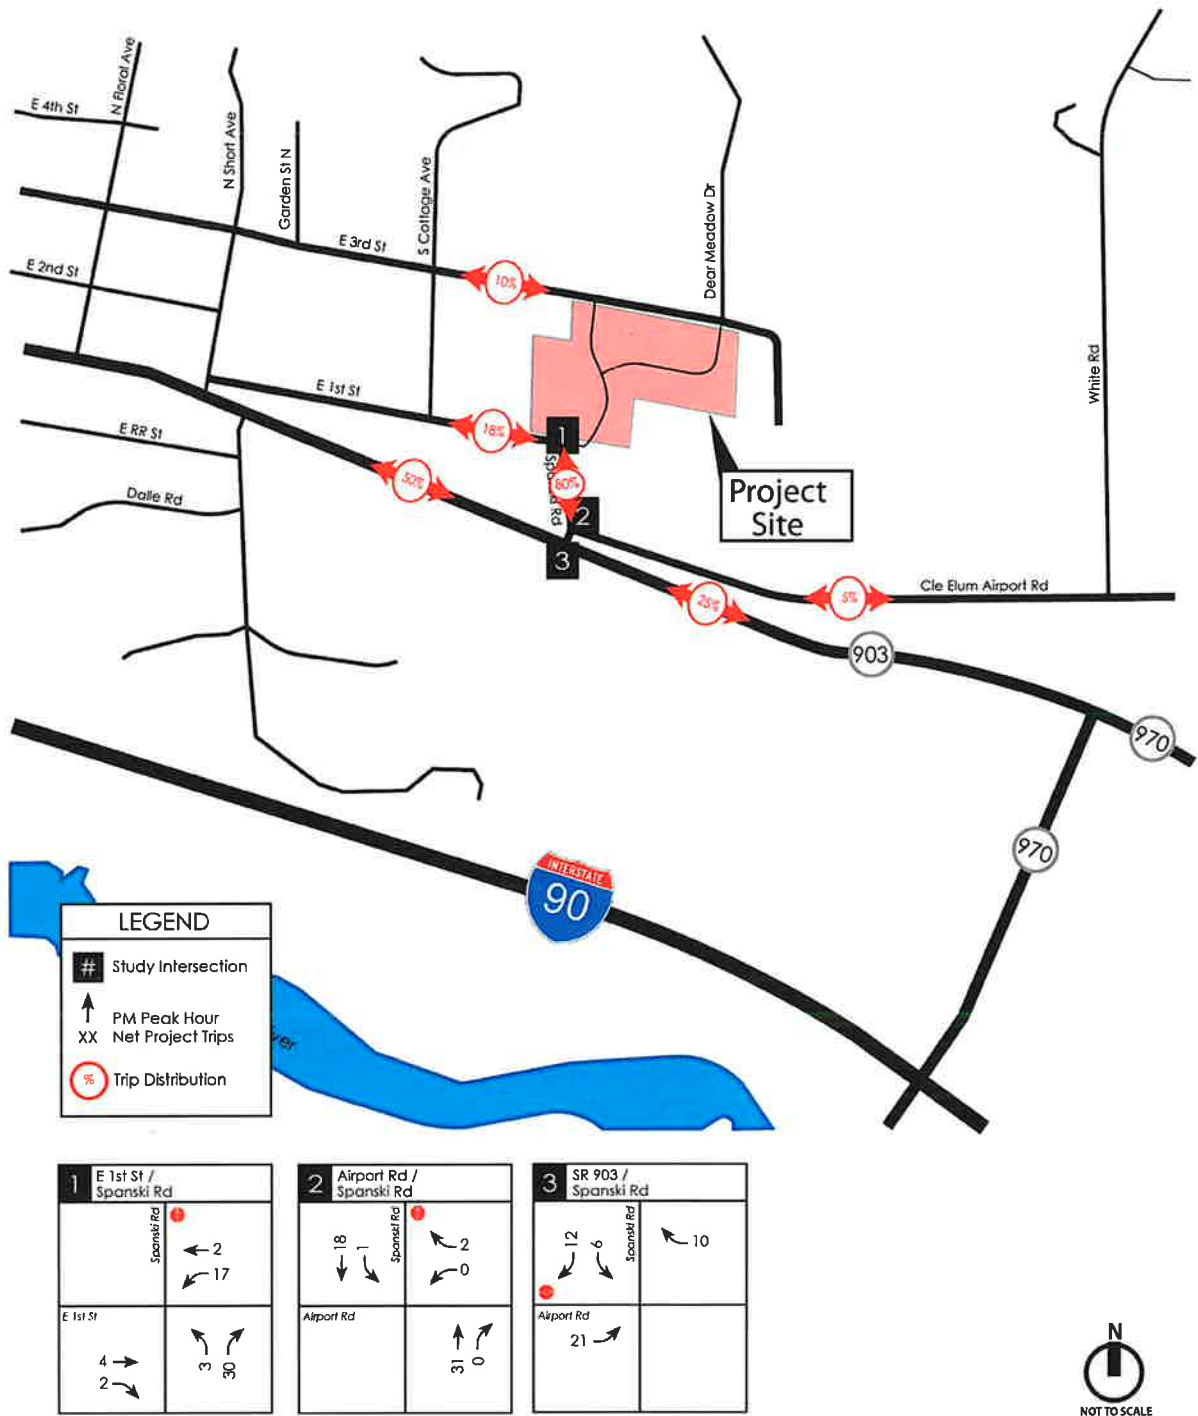 N Floral Ave
E 4th St
N Short Ave
Garden St N
S Cottage Ave
E 3rd St
Dear Meadow Dr
E 2nd St
10%
White Rd
E 1st St
18%
1
E RR St
50%
80%
Project
Site
Dalle Rd
2
3
25%
5%
Cle Elum Airport Rd
903
970
970
INTERSTATE
90
LEGEND
# Study Intersection
PM Peak Hour
XX Net Project Trips
% Trip Distribution
1 E 1st St /
Spanski Rd
Spanski Rd
2
17
E 1st St
4
2
3
30
2 Airport Rd /
Spanski Rd
18
1
Spanski Rd
2
0
Airport Rd
31
0
3 SR 903 /
Spanski Rd
12
6
Spanski Rd
10
Airport Rd
21
N
NOT TO SCALE